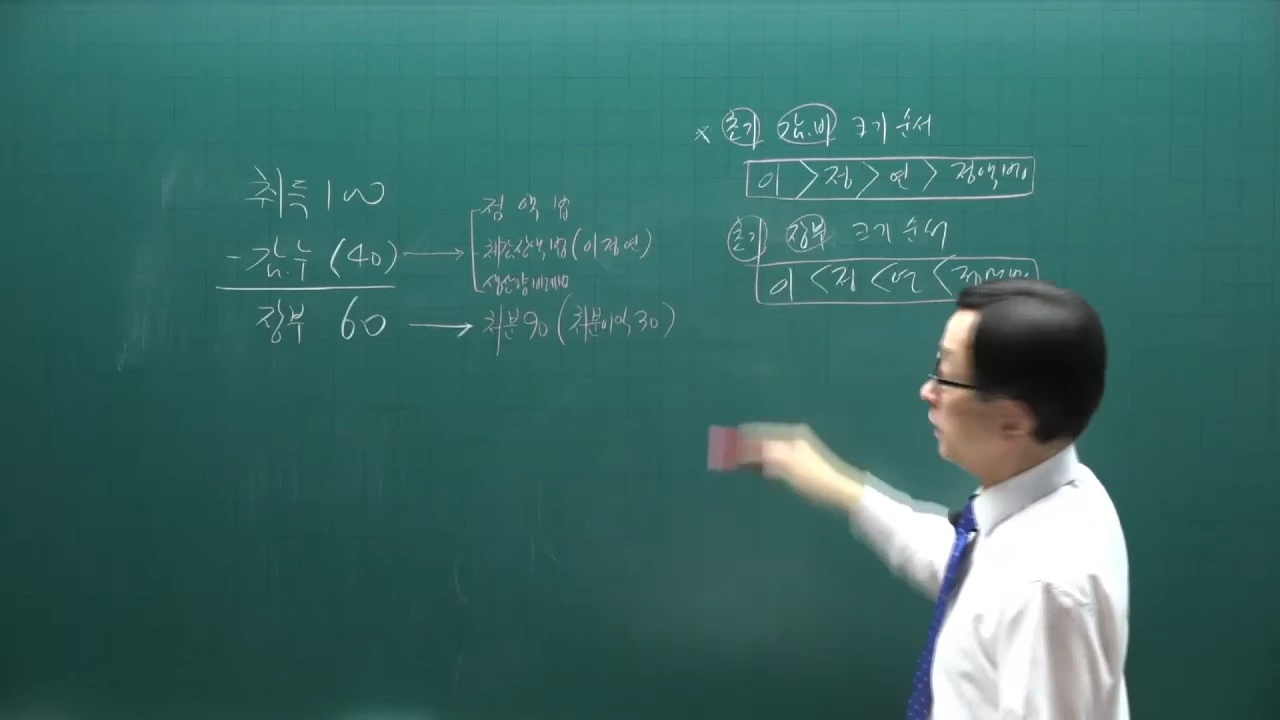 취득 100
-감.누 (40) → 정액법
체감잔액법(이정연)
생산량비례법
장부 60 → 처분 90 (처분이익 30)
* 초기 감.비 크기순서
이 > 정 > 연 > 정액법
초기 장부 크기순서
이 < 정 < 연 < 정액법